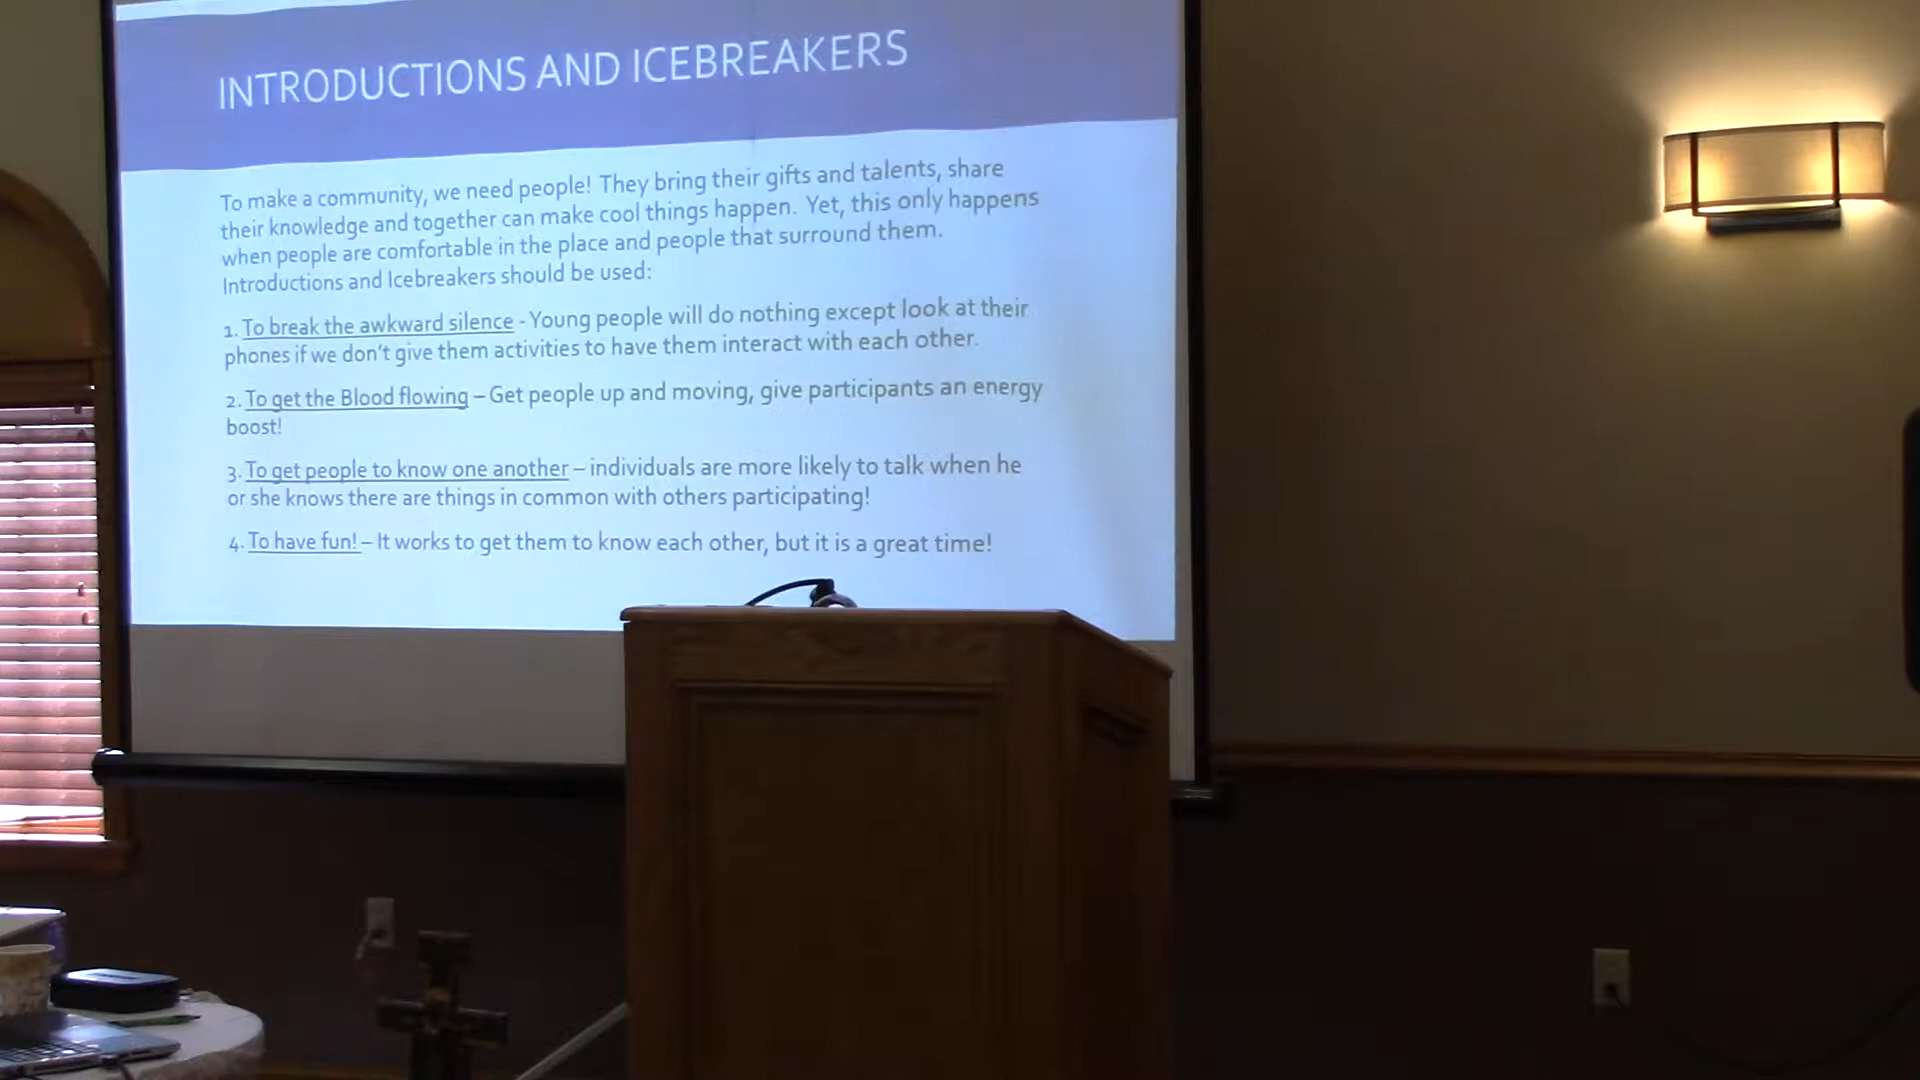 INTRODUCTIONS AND ICEBREAKERS
To make a community, we need people! They bring their gifts and talents, share
their knowledge and together can make cool things happen. Yet, this only happens
when people are comfortable in the place and people that surround them.
Introductions and Icebreakers should be used:
1. To break the awkward silence - Young people will do nothing except look at their
phones if we don't give them activities to have them interact with each other.
2. To get the Blood flowing – Get people up and moving, give participants an energy
boost!
3. To get people to know one another – individuals are more likely to talk when he
or she knows there are things in common with others participating!
4. To have fun! – It works to get them to know each other, but it is a great time!